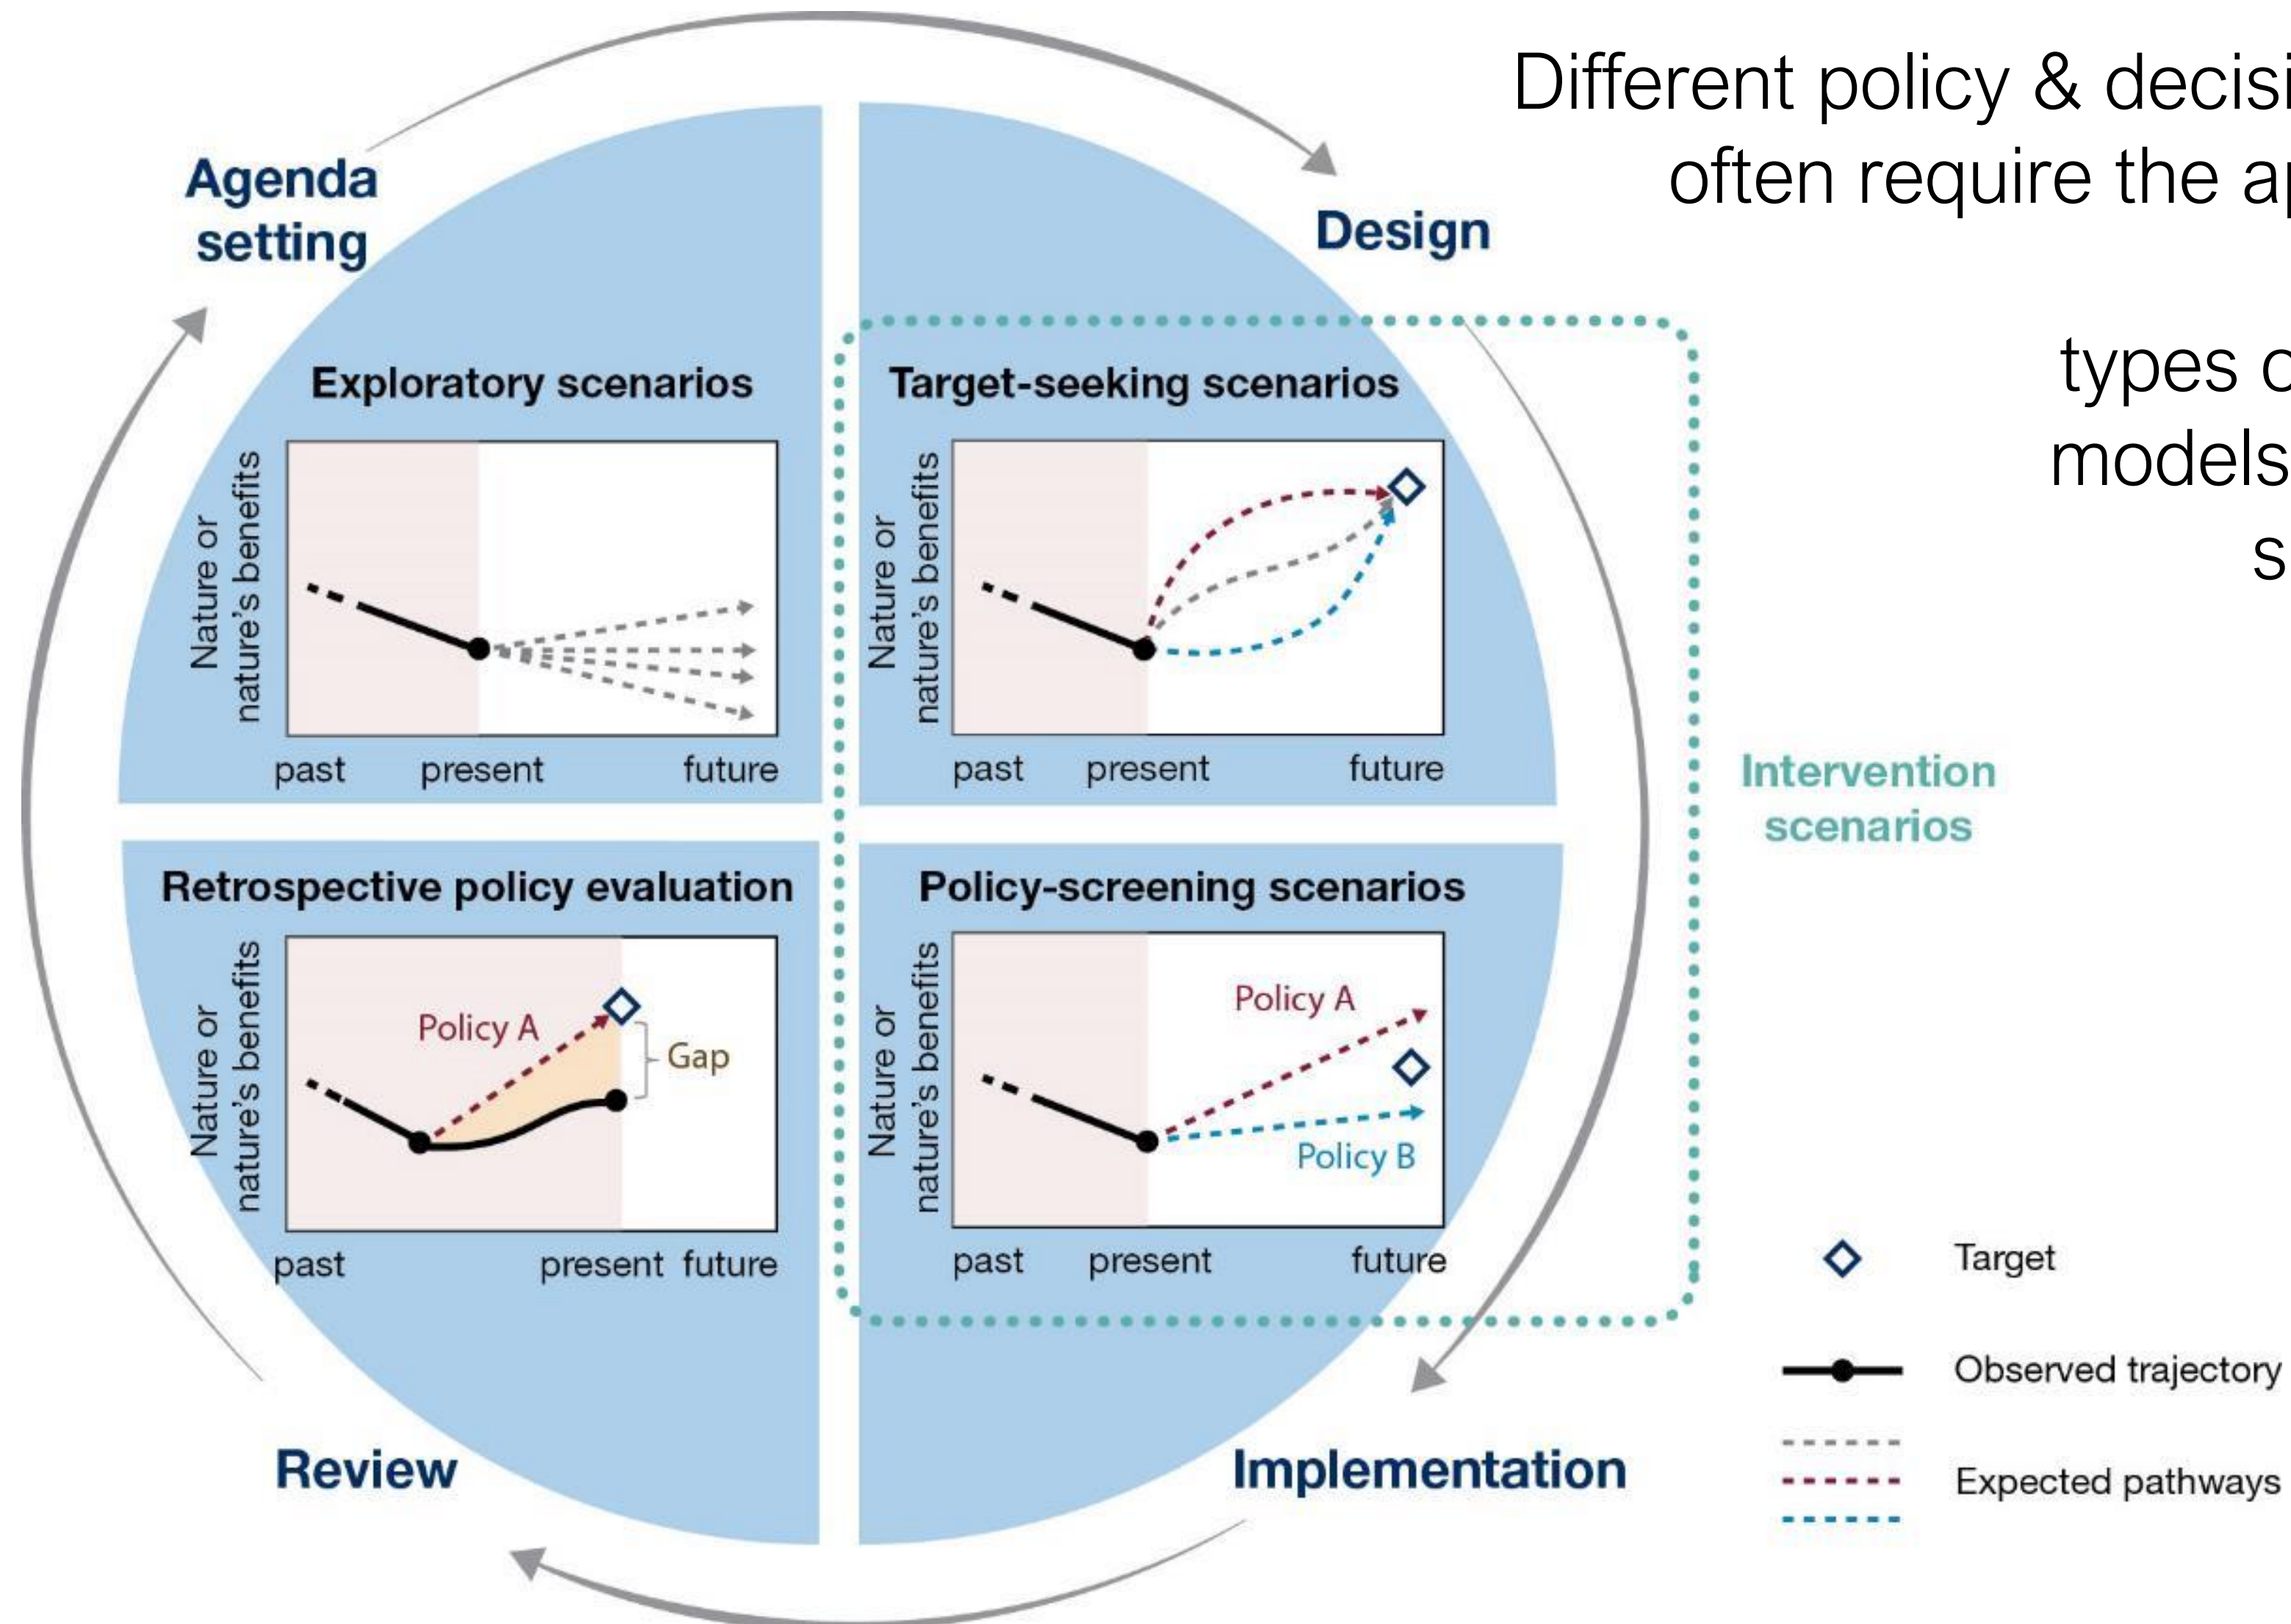 Different policy & decisi
often require the ap
types
models
s
Agenda
setting
Design
Exploratory scenarios
Nature or
nature's benefits
past present future
Target-seeking scenarios
Nature or
nature's benefits
past present future
Intervention
scenarios
Retrospective policy evaluation
Nature or
nature's benefits
Policy A
Gap
past present future
Policy-screening scenarios
Nature or
nature's benefits
Policy A
Policy B
past present future
Review
Implementation
Target
Observed trajectory
Expected pathways